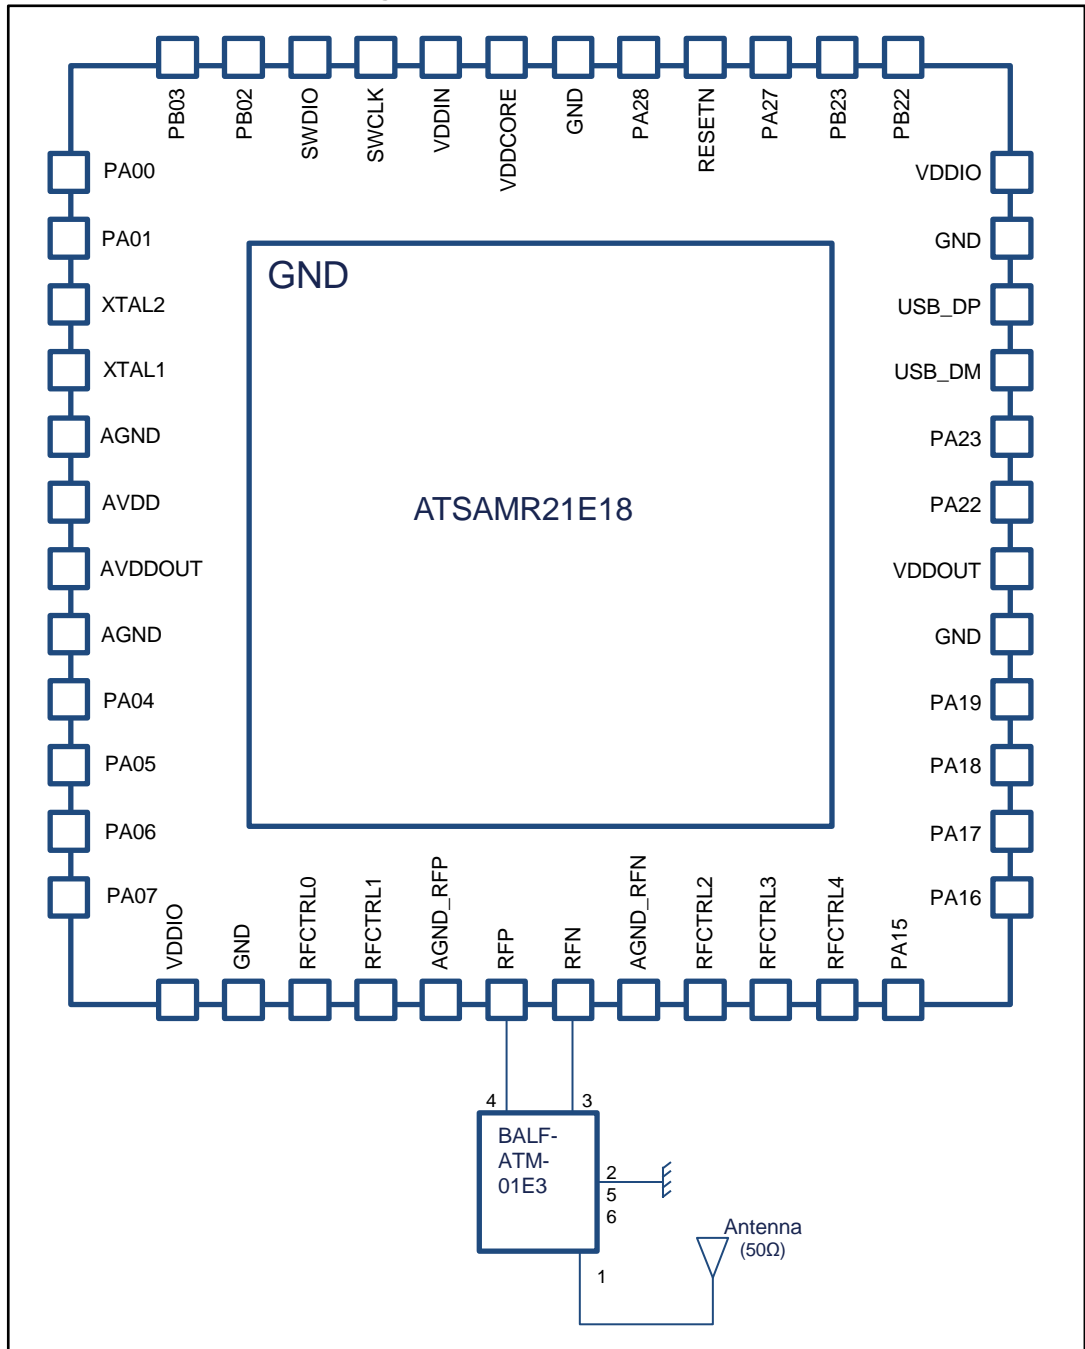 PB03
PB02
SWDIO
SWCLK
VDDIN
VDDCORE
GND
PA28
RESETN
PA27
PB23
PB22
PA00
PA01
XTAL2
XTAL1
AGND
AVDD
AVDDOUT
AGND
PA04
PA05
PA06
PA07
GND
ATSAMR21E18
VDDIO
GND
USB_DP
USB_DM
PA23
PA22
VDDOUT
GND
PA19
PA18
PA17
PA16
VDDIO
GND
RFCTRL0
RFCTRL1
AGND_RFP
RFP
RFN
AGND_RFN
RFCTRL2
RFCTRL3
RFCTRL4
PA15
4
3
BALF-
ATM-
01E3
2
5
6
1
Antenna
(50Ω)